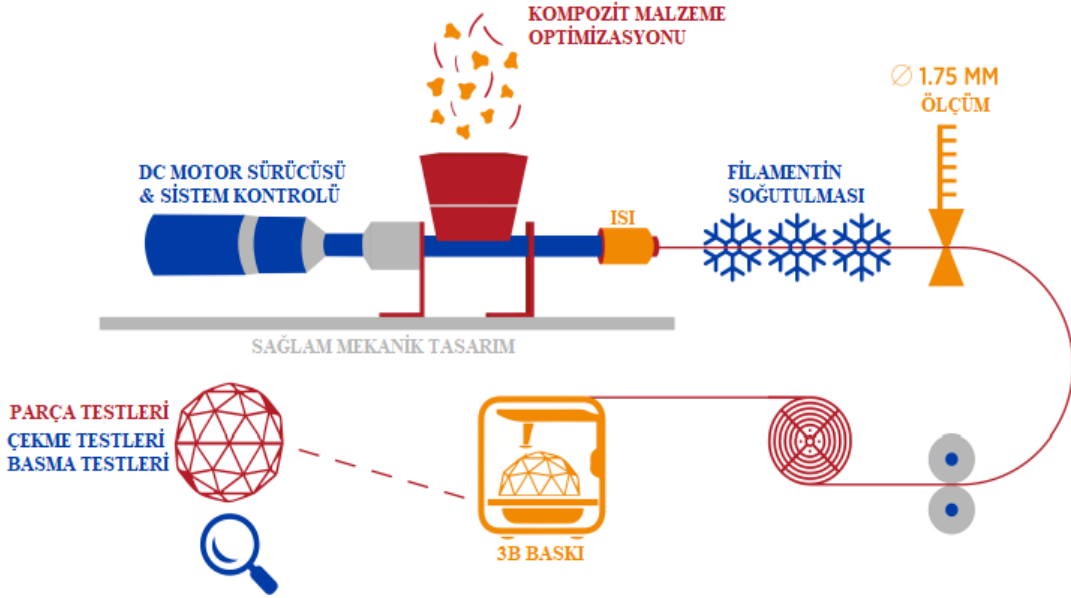 KOMPOZİT MALZEME
OPTİMİZASYONU
∅ 1.75 MM
ÖLÇÜM
DC MOTOR SÜRÜCÜSÜ
& SİSTEM KONTROLÜ
FİLAMENTİN
SOĞUTULMASI
ISI
SAĞLAM MEKANİK TASARIM
PARÇA TESTLERİ
ÇEKME TESTLERİ
BASMA TESTLERİ
3B BASKI